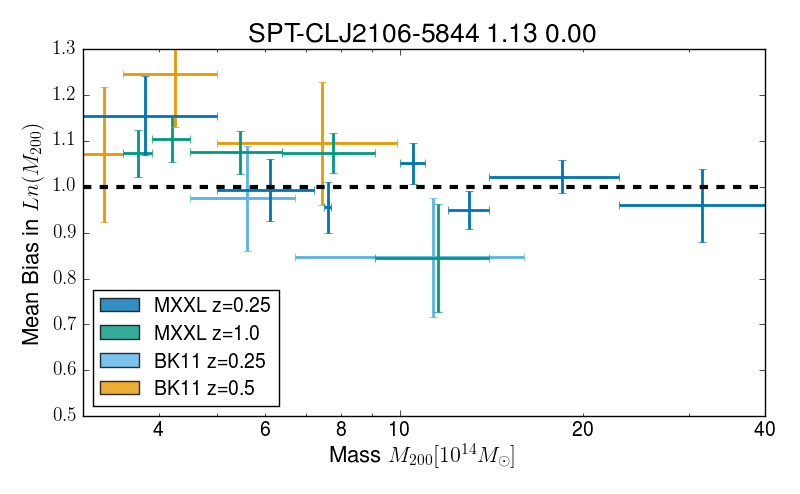 SPT-CLJ2106-5844 1.13 0.00
Mean Bias in Ln(M₂₀₀)
1.3
1.2
1.1
1.0
0.9
0.8
0.7
0.6
0.5
MXXL z=0.25
MXXL z=1.0
BK11 z=0.25
BK11 z=0.5
4 6 8 10 20 40
Mass M₂₀₀[10¹⁴M☉]